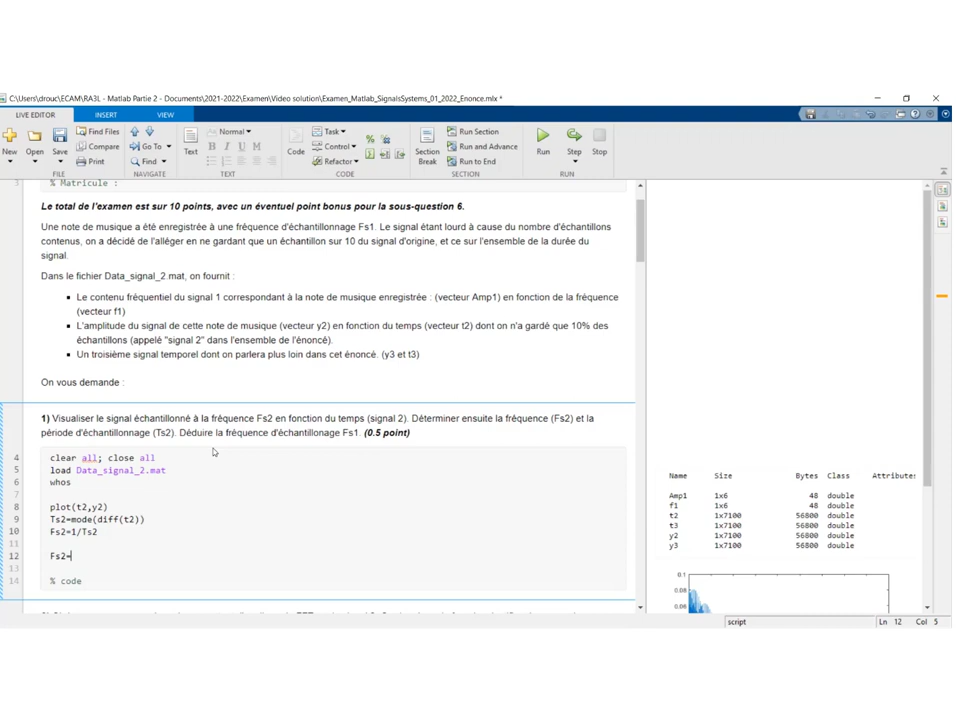 C:\Users\drouc\ECAM\RA3L - Matlab Partie 2 - Documents\2021-2022\Examen\Video solution\Examen_Matlab_SignalsSystems_01_2022_Enonce.mlx *
LIVE EDITOR INSERT VIEW
New Open Save Find Files Compare Print Go To Find Text Normal B I U M Code Task Control Refactor Section Break Run Section Run and Advance Run to End Run Step Stop
FILE NAVIGATE TEXT CODE SECTION RUN
3 % Matricule :
Le total de l'examen est sur 10 points, avec un éventuel point bonus pour la sous-question 6.
Une note de musique a été enregistrée à une fréquence d'échantillonnage Fs1. Le signal étant lourd à cause du nombre d'échantillons
contenus, on a décidé de l'alléger en ne gardant que un échantillon sur 10 du signal d'origine, et ce sur l'ensemble de la durée du
signal.
Dans le fichier Data_signal_2.mat, on fournit :
Le contenu fréquentiel du signal 1 correspondant à la note de musique enregistrée : (vecteur Amp1) en fonction de la fréquence
(vecteur f1)
L'amplitude du signal de cette note de musique (vecteur y2) en fonction du temps (vecteur t2) dont on n'a gardé que 10% des
échantillons (appelé "signal 2" dans l'ensemble de l'énoncé).
Un troisième signal temporel dont on parlera plus loin dans cet énoncé. (y3 et t3)
On vous demande :
1) Visualiser le signal échantillonné à la fréquence Fs2 en fonction du temps (signal 2). Déterminer ensuite la fréquence (Fs2) et la
période d'échantillonnage (Ts2). Déduire la fréquence d'échantillonage Fs1. (0.5 point)
4 clear all; close all
5 load Data_signal_2.mat
6 whos
7
8 plot(t2,y2)
9 Ts2=mode(diff(t2))
10 Fs2=1/Ts2
11
12 Fs2=
13
14 % code
Name Size Bytes Class Attributes
Amp1 1x6 48 double
f1 1x6 48 double
t2 1x7100 56800 double
t3 1x7100 56800 double
y2 1x7100 56800 double
y3 1x7100 56800 double
0.1
0.08
0.06
script Ln 12 Col 5